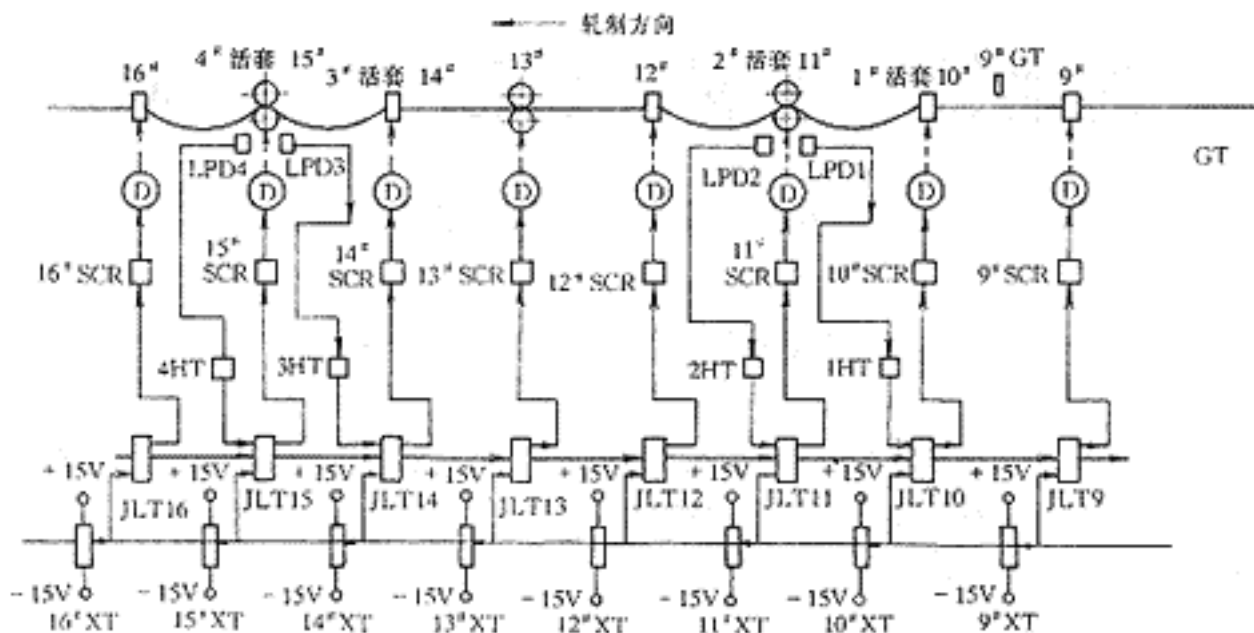 轧制方向
16# 4#活套 15# 3#活套 14# 13# 12# 2#活套 11# 1#活套 10# 9# GT 9#
GT
LPD4 LPD3 LPD2 LPD1
D D D D D D D D
16# SCR 15# SCR 14# SCR 13# SCR 12# SCR 11# SCR 10# SCR 9# SCR
4HT 3HT 2HT 1HT
+15V +15V +15V +15V +15V +15V +15V +15V
JLT16 JLT15 JLT14 JLT13 JLT12 JLT11 JLT10 JLT9
-15V -15V -15V -15V -15V -15V -15V -15V
16# XT 15# XT 14# XT 13# XT 12# XT 11# XT 10# XT 9# XT